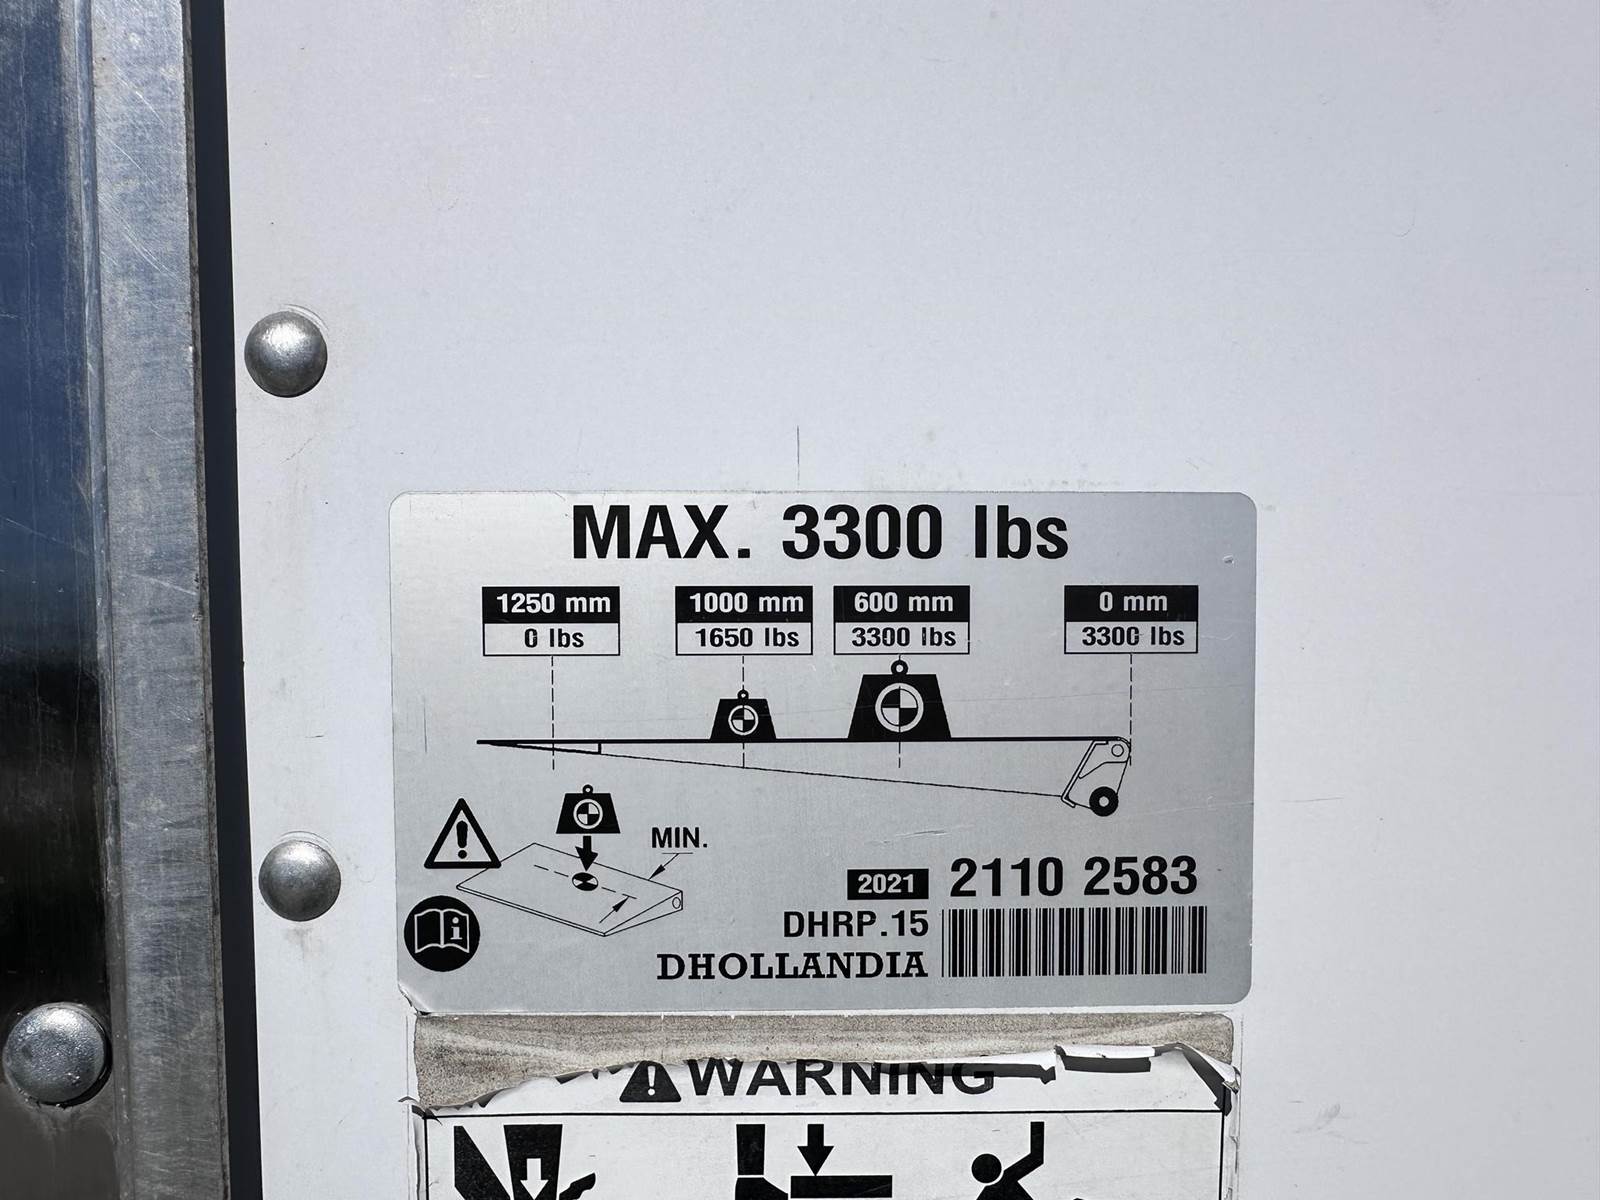 MAX. 3300 lbs
1250 mm 1000 mm 600 mm 0 mm
0 lbs 1650 lbs 3300 lbs 3300 lbs
MIN.
2021 2110 2583
DHRP.15
DHOLLANDIA
WARNING